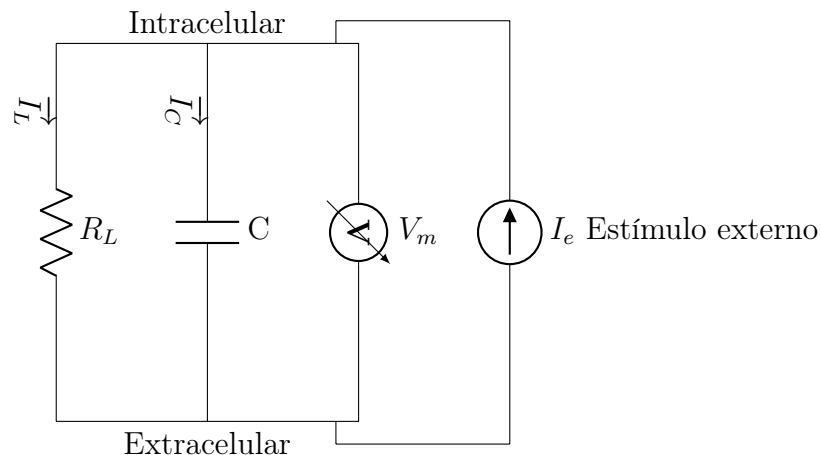 Intracelular
I_L
I_C
R_L
C
V
V_m
I_e Estímulo externo
Extracelular